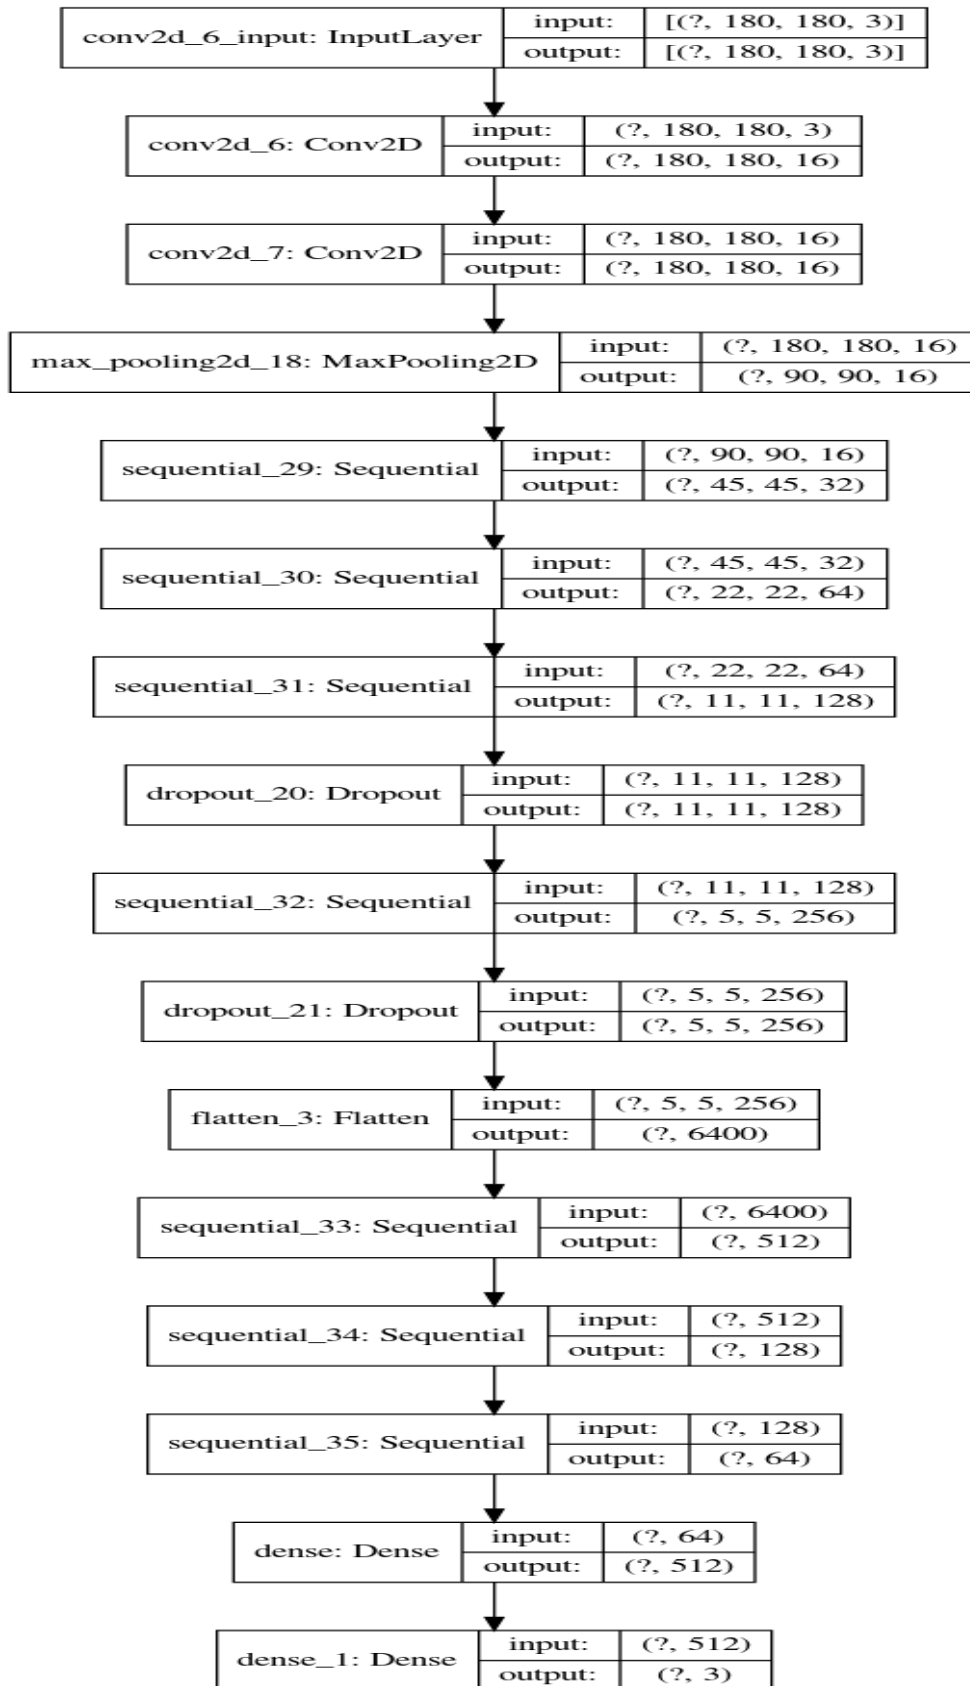 conv2d_6_input: InputLayer
input: [(?, 180, 180, 3)]
output: [(?, 180, 180, 3)]
conv2d_6: Conv2D
input: (?, 180, 180, 3)
output: (?, 180, 180, 16)
conv2d_7: Conv2D
input: (?, 180, 180, 16)
output: (?, 180, 180, 16)
max_pooling2d_18: MaxPooling2D
input: (?, 180, 180, 16)
output: (?, 90, 90, 16)
sequential_29: Sequential
input: (?, 90, 90, 16)
output: (?, 45, 45, 32)
sequential_30: Sequential
input: (?, 45, 45, 32)
output: (?, 22, 22, 64)
sequential_31: Sequential
input: (?, 22, 22, 64)
output: (?, 11, 11, 128)
dropout_20: Dropout
input: (?, 11, 11, 128)
output: (?, 11, 11, 128)
sequential_32: Sequential
input: (?, 11, 11, 128)
output: (?, 5, 5, 256)
dropout_21: Dropout
input: (?, 5, 5, 256)
output: (?, 5, 5, 256)
flatten_3: Flatten
input: (?, 5, 5, 256)
output: (?, 6400)
sequential_33: Sequential
input: (?, 6400)
output: (?, 512)
sequential_34: Sequential
input: (?, 512)
output: (?, 128)
sequential_35: Sequential
input: (?, 128)
output: (?, 64)
dense: Dense
input: (?, 64)
output: (?, 512)
dense_1: Dense
input: (?, 512)
output: (?, 3)